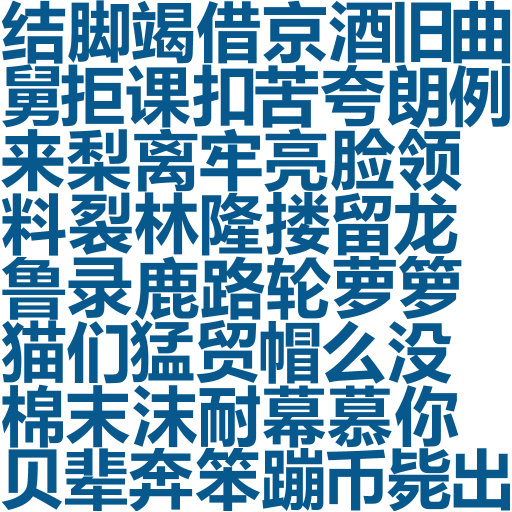 结脚竭借京酒旧曲
舅拒课扣苦夸朗例
来梨离牢亮脸领
料裂林隆搂留龙
鲁录鹿路轮萝箩
猫们猛贸帽么没
棉末沫耐幕慕你
贝辈奔笨蹦币毙出